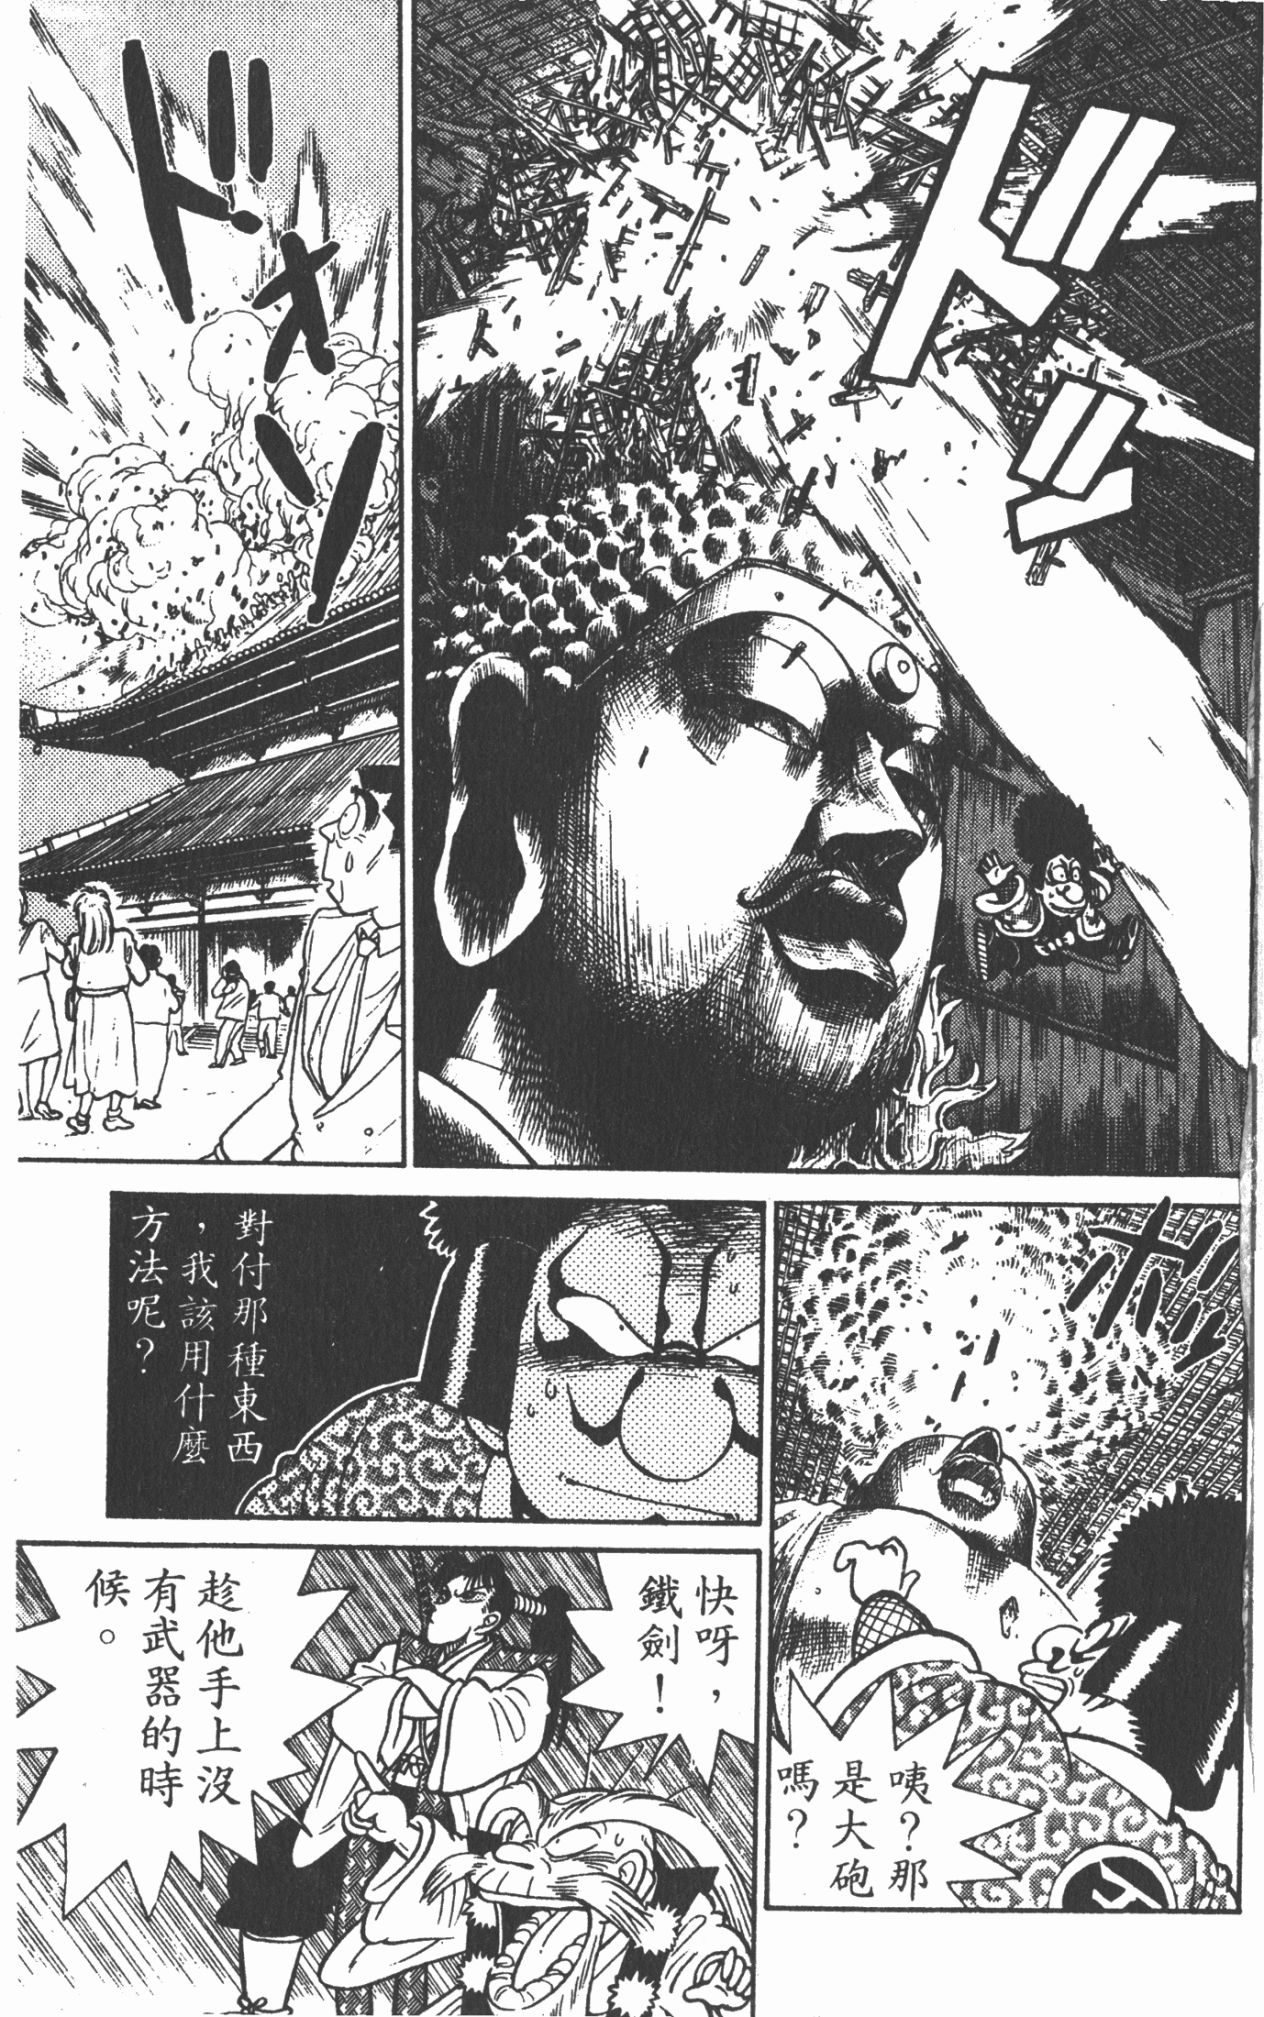 ドドッ
ドォッ
ボ
咦？那
是大砲
嗎？
對付那種東西
，我該用什麼
方法呢？
快呀，
鐵劍！
趁他手上沒
有武器的時
候。